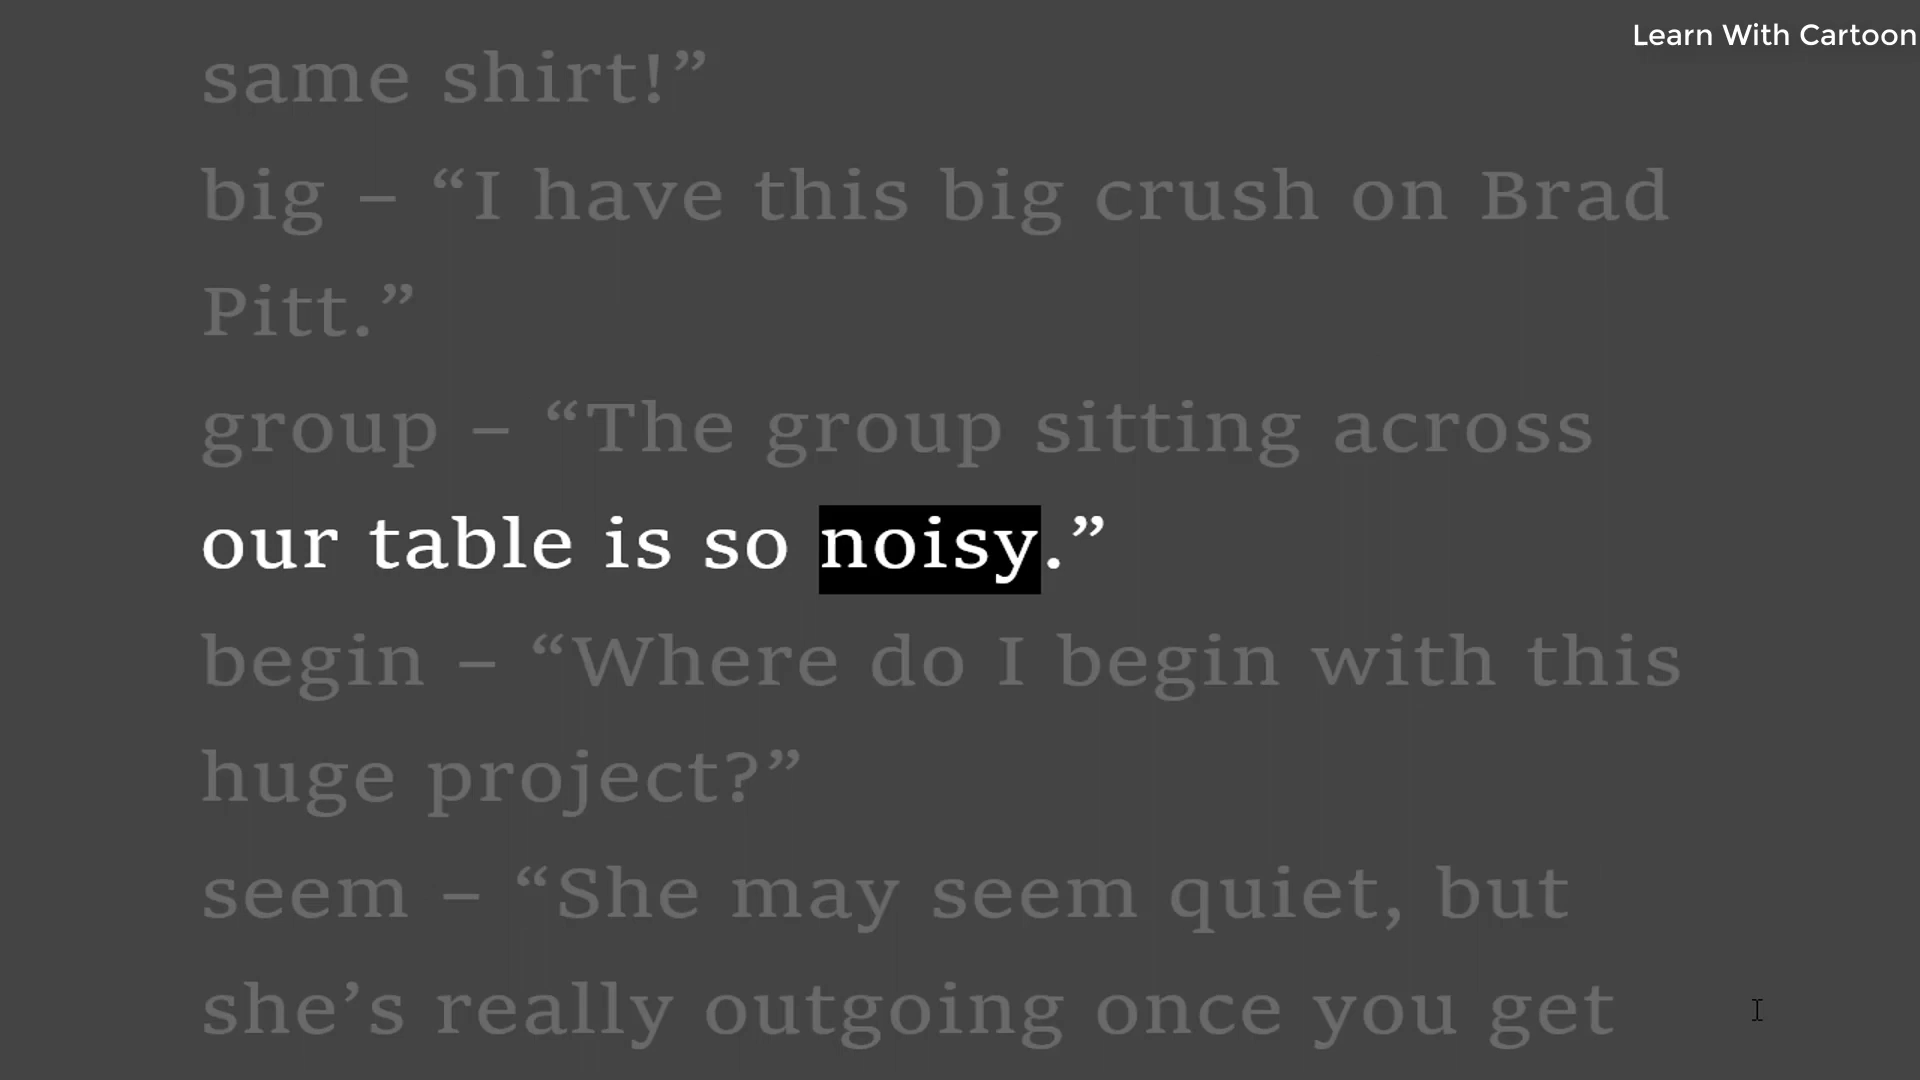 Learn With Cartoon
same shirt!”
big – “I have this big crush on Brad
Pitt.”
group – “The group sitting across
our table is so noisy.”
begin – “Where do I begin with this
huge project?”
seem – “She may seem quiet, but
she’s really outgoing once you get